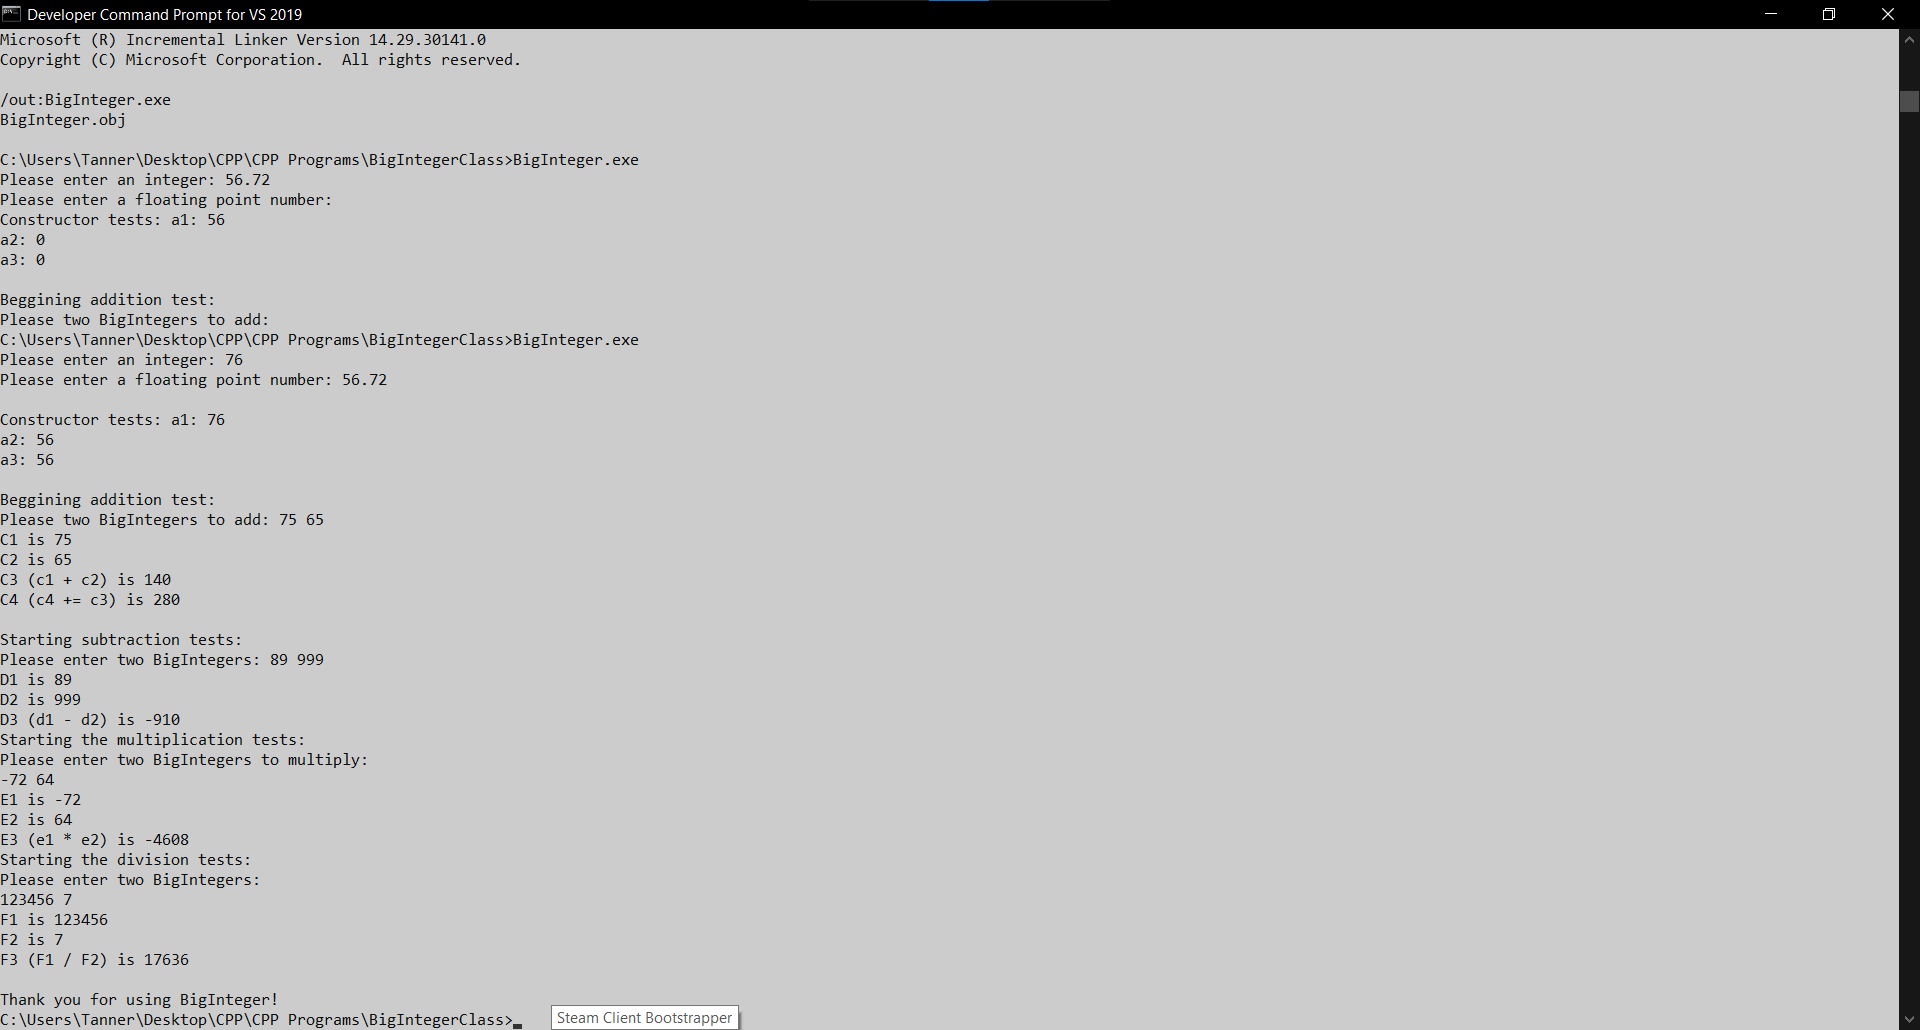 Developer Command Prompt for VS 2019
Microsoft (R) Incremental Linker Version 14.29.30141.0
Copyright (C) Microsoft Corporation.  All rights reserved.
/out:BigInteger.exe
BigInteger.obj
C:\Users\Tanner\Desktop\CPP\CPP Programs\BigIntegerClass>BigInteger.exe
Please enter an integer: 56.72
Please enter a floating point number:
Constructor tests: a1: 56
a2: 0
a3: 0
Beggining addition test:
Please two BigIntegers to add:
C:\Users\Tanner\Desktop\CPP\CPP Programs\BigIntegerClass>BigInteger.exe
Please enter an integer: 76
Please enter a floating point number: 56.72
Constructor tests: a1: 76
a2: 56
a3: 56
Beggining addition test:
Please two BigIntegers to add: 75 65
C1 is 75
C2 is 65
C3 (c1 + c2) is 140
C4 (c4 += c3) is 280
Starting subtraction tests:
Please enter two BigIntegers: 89 999
D1 is 89
D2 is 999
D3 (d1 - d2) is -910
Starting the multiplication tests:
Please enter two BigIntegers to multiply:
-72 64
E1 is -72
E2 is 64
E3 (e1 * e2) is -4608
Starting the division tests:
Please enter two BigIntegers:
123456 7
F1 is 123456
F2 is 7
F3 (F1 / F2) is 17636
Thank you for using BigInteger!
C:\Users\Tanner\Desktop\CPP\CPP Programs\BigIntegerClass>
Steam Client Bootstrapper